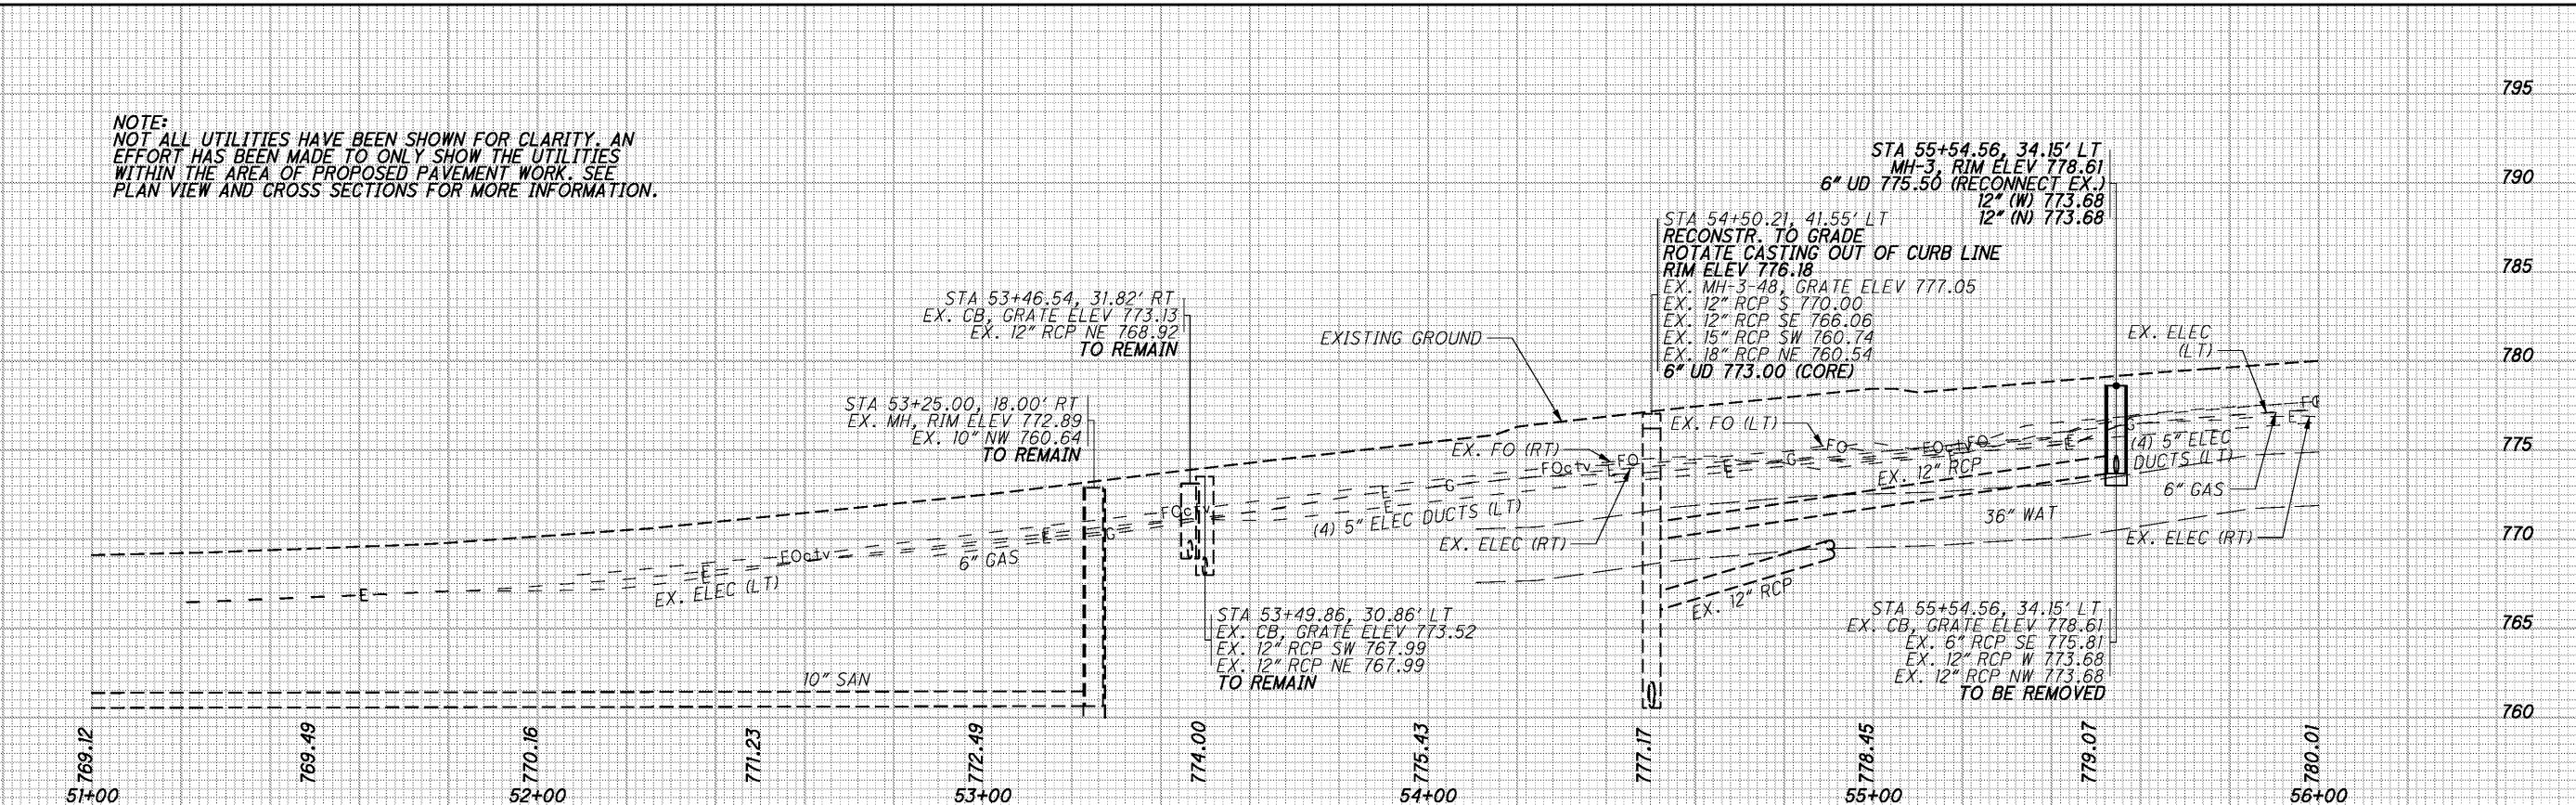 NOTE:
NOT ALL UTILITIES HAVE BEEN SHOWN FOR CLARITY. AN
EFFORT HAS BEEN MADE TO ONLY SHOW THE UTILITIES
WITHIN THE AREA OF PROPOSED PAVEMENT WORK. SEE
PLAN VIEW AND CROSS SECTIONS FOR MORE INFORMATION.
STA 55+54.56, 34.15' LT
MH-3, RIM ELEV 778.61
6" UD 775.50 (RECONNECT EX.)
12" (W) 773.68
12" (N) 773.68
STA 54+50.21, 41.55' LT
RECONSTR. TO GRADE
ROTATE CASTING OUT OF CURB LINE
RIM ELEV 776.18
EX. MH-3-48, GRATE ELEV 777.05
EX. 12" RCP S 770.00
EX. 12" RCP SE 766.06
EX. 15" RCP SW 760.74
EX. 18" RCP NE 760.54
6" UD 773.00 (CORE)
STA 53+46.54, 31.82' RT
EX. CB, GRATE ELEV 773.13
EX. 12" RCP NE 768.92
TO REMAIN
EXISTING GROUND
EX. ELEC
(LT)
STA 53+25.00, 18.00' RT
EX. MH, RIM ELEV 772.89
EX. 10" NW 760.64
TO REMAIN
EX. FO (RT)
EX. FO (LT)
FO
FO
FOctv
FO
FO
FOctv
E
G
E
G
E
E
G
E
E
EX. 12" RCP
(4) 5" ELEC
DUCTS (LT)
6" GAS
36" WAT
EX. ELEC (RT)
E
G
E
(4) 5" ELEC DUCTS (LT)
EX. ELEC (RT)
FOctv
E
G
FOctv
6" GAS
E
EX. ELEC (LT)
E
EX. 12" RCP
STA 53+49.86, 30.86' LT
EX. CB, GRATE ELEV 773.52
EX. 12" RCP SW 767.99
EX. 12" RCP NE 767.99
TO REMAIN
STA 55+54.56, 34.15' LT
EX. CB, GRATE ELEV 778.61
EX. 6" RCP SE 775.81
EX. 12" RCP W 773.68
EX. 12" RCP NW 773.68
TO BE REMOVED
10" SAN
795
790
785
780
775
770
765
760
769.12
769.49
770.16
771.23
772.49
774.00
775.43
777.17
778.45
779.07
780.01
51+00
52+00
53+00
54+00
55+00
56+00